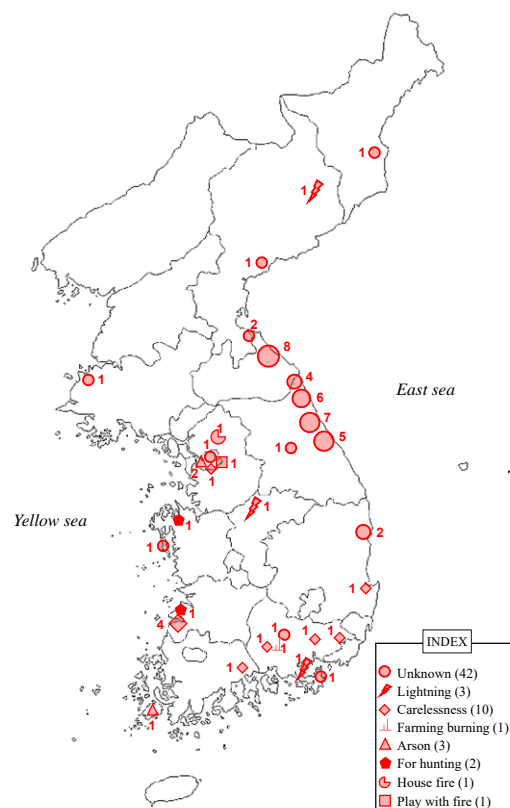 1
1
1
2
8
1
4
6
7
5
1
1
1
1
2
1
1
1
2
1
1
1
4
1
1
1
1
1
1
1
1
1
East sea
Yellow sea
INDEX
Unknown (42)
Lightning (3)
Carelessness (10)
Farming burning (1)
Arson (3)
For hunting (2)
House fire (1)
Play with fire (1)